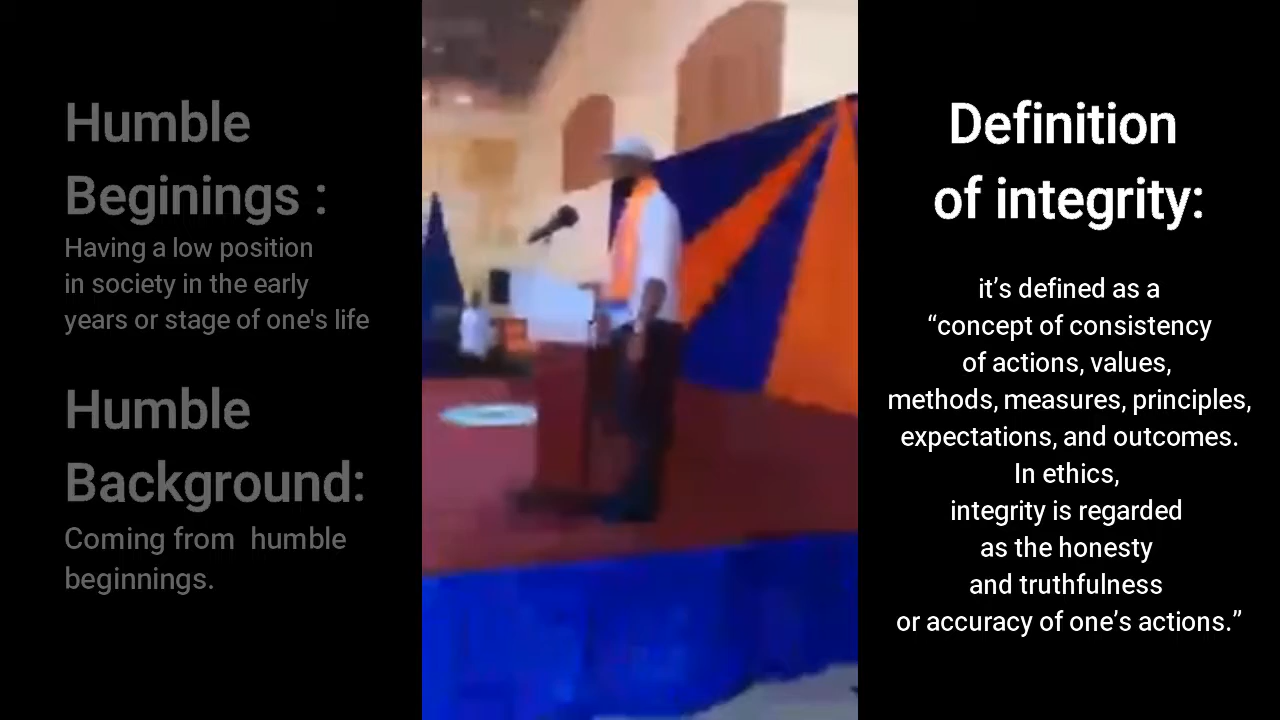 Humble
Beginings :
Having a low position
in society in the early
years or stage of one's life
Humble
Background:
Coming from  humble
beginnings.
Definition
of integrity:
it’s defined as a
“concept of consistency
of actions, values,
methods, measures, principles,
expectations, and outcomes.
In ethics,
integrity is regarded
as the honesty
and truthfulness
or accuracy of one’s actions.”